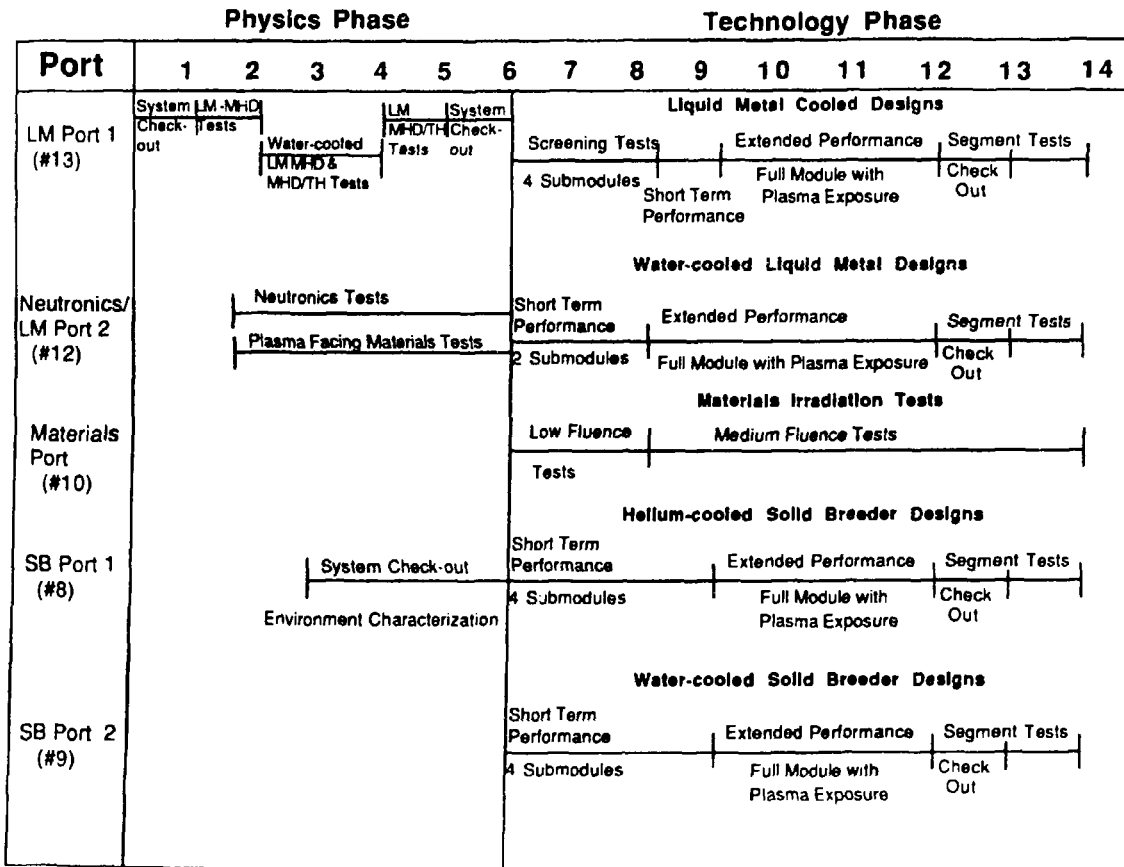 Physics Phase Technology Phase
Port 1 2 3 4 5 6 7 8 9 10 11 12 13 14
LM Port 1
(#13)
System
Check-
out
LM-MHD
Tests
Water-cooled
LM MHD &
MHD/TH Tests
LM
MHD/TH
Tests
System
Check-
out
Liquid Metal Cooled Designs
Screening Tests
4 Submodules
Short Term
Performance
Extended Performance
Full Module with
Plasma Exposure
Segment Tests
Check
Out
Neutronics/
LM Port 2
(#12)
Neutronics Tests
Plasma Facing Materials Tests
Water-cooled Liquid Metal Designs
Short Term
Performance
2 Submodules
Extended Performance
Full Module with Plasma Exposure
Segment Tests
Check
Out
Materials
Port
(#10)
Materials Irradiation Tests
Low Fluence
Tests
Medium Fluence Tests
SB Port 1
(#8)
System Check-out
Environment Characterization
Helium-cooled Solid Breeder Designs
Short Term
Performance
4 Submodules
Extended Performance
Full Module with
Plasma Exposure
Segment Tests
Check
Out
SB Port 2
(#9)
Water-cooled Solid Breeder Designs
Short Term
Performance
4 Submodules
Extended Performance
Full Module with
Plasma Exposure
Segment Tests
Check
Out